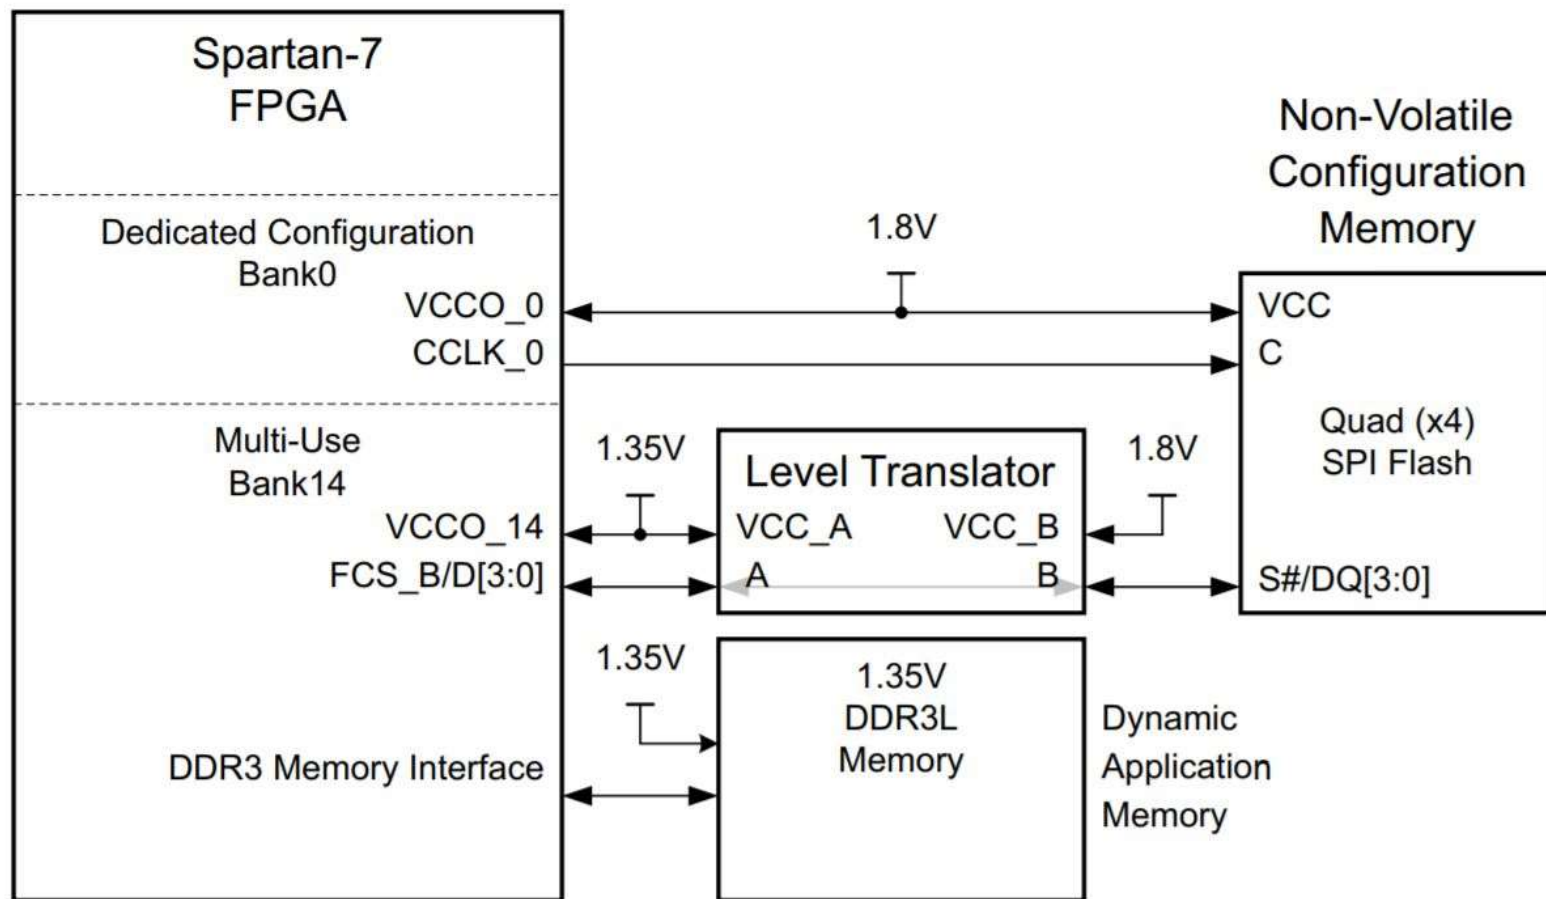 Spartan-7
FPGA
Dedicated Configuration
Bank0
VCCO_0
CCLK_0
1.8V
Non-Volatile
Configuration
Memory
VCC
C
Quad (x4)
SPI Flash
S#/DQ[3:0]
Multi-Use
Bank14
VCCO_14
FCS_B/D[3:0]
1.35V
Level Translator
VCC_A VCC_B
A B
1.8V
DDR3 Memory Interface
1.35V
1.35V
DDR3L
Memory
Dynamic
Application
Memory